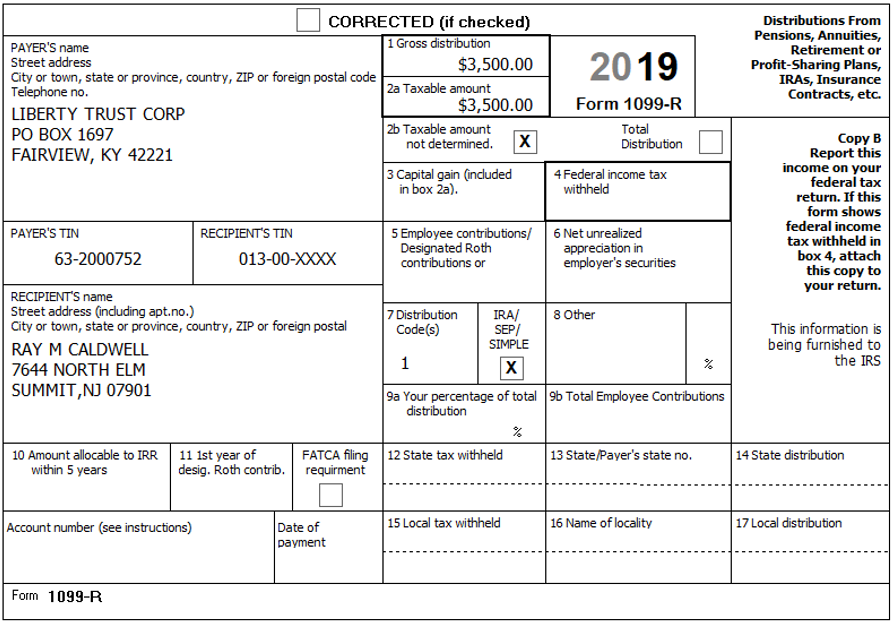 CORRECTED (if checked)
PAYER'S name
Street address
City or town, state or province, country, ZIP or foreign postal code
Telephone no.
LIBERTY TRUST CORP
PO BOX 1697
FAIRVIEW, KY 42221
1 Gross distribution
$3,500.00
2a Taxable amount
$3,500.00
2019
Form 1099-R
Distributions From
Pensions, Annuities,
Retirement or
Profit-Sharing Plans,
IRAs, Insurance
Contracts, etc.
2b Taxable amount
not determined.
X
Total
Distribution
Copy B
Report this
income on your
federal tax
return. If this
form shows
federal income
tax withheld in
box 4, attach
this copy to
your return.
This information is
being furnished to
the IRS
3 Capital gain (included
in box 2a).
4 Federal income tax
withheld
PAYER'S TIN
63-2000752
RECIPIENT'S TIN
013-00-XXXX
5 Employee contributions/
Designated Roth
contributions or
6 Net unrealized
appreciation in
employer's securities
RECIPIENT'S name
Street address (including apt.no.)
City or town, state or province, country, ZIP or foreign postal
RAY M CALDWELL
7644 NORTH ELM
SUMMIT,NJ 07901
7 Distribution
Code(s)
1
IRA/
SEP/
SIMPLE
X
8 Other
%
9a Your percentage of total
distribution
%
9b Total Employee Contributions
10 Amount allocable to IRR
within 5 years
11 1st year of
desig. Roth contrib.
FATCA filing
requirment
12 State tax withheld
13 State/Payer's state no.
14 State distribution
Account number (see instructions)
Date of
payment
15 Local tax withheld
16 Name of locality
17 Local distribution
Form 1099-R